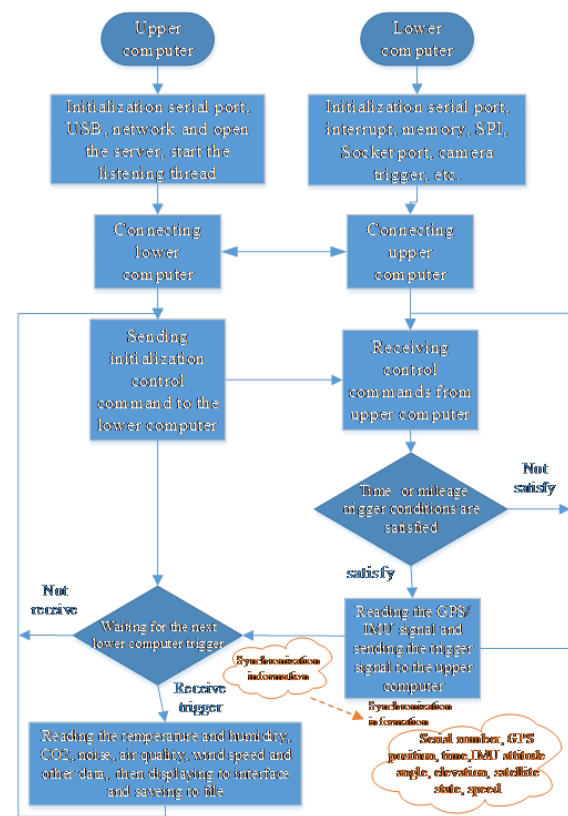 Upper
computer
Lower
computer
Initialization serial port,
USB, network and open
the server, start the
listening thread
Initialization serial port,
interrupt, memory, SPI,
Socket port, camera
trigger, etc.
Connecting
lower
computer
Connecting
upper
computer
Sending
initialization
control
command to the
lower computer
Receiving
control
commands from
upper computer
Time or mileage
trigger conditions are
satisfied
Not
satisfy
satisfy
Not
receive
Waiting for the next
lower computer trigger
Reading the GPS/
IMU signal and
sending the trigger
signal to the upper
computer
Synchronization
information
Receive
trigger
Synchronization
information
Reading the temperature and humidity,
CO2, noise, air quality, wind speed and
other data, then displaying to interface
and saveing to file
Serial number, GPS
position, time,IMU attitude
angle, elevation, satellite
state, speed